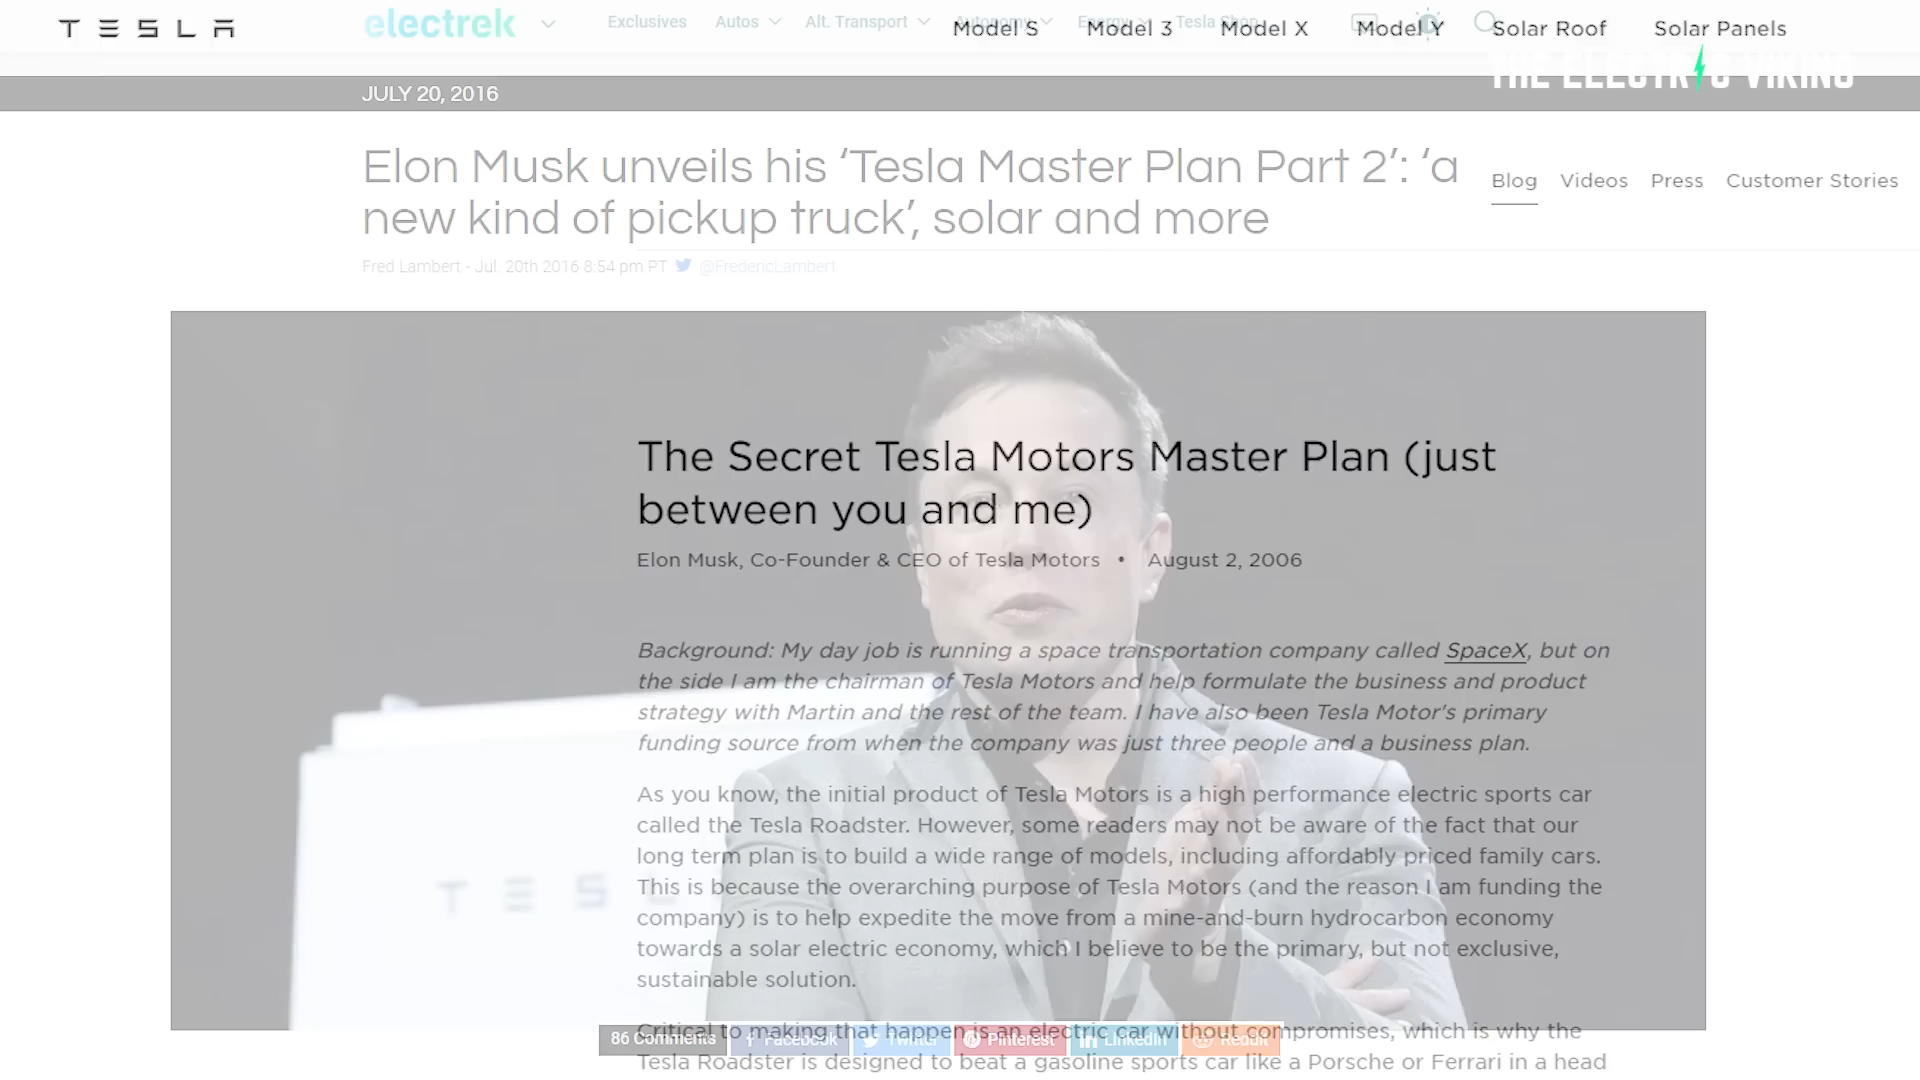 TESLA
electrek
Exclusives Autos Alt. Transport Autonomy Energy Tesla Shop
Model S Model 3 Model X Model Y Solar Roof Solar Panels
THE ELECTRIC VIKING
JULY 20, 2016
Elon Musk unveils his ‘Tesla Master Plan Part 2’: ‘a
new kind of pickup truck’, solar and more
Blog Videos Press Customer Stories
Fred Lambert - Jul. 20th 2016 8:54 pm PT @FredericLambert
The Secret Tesla Motors Master Plan (just
between you and me)
Elon Musk, Co-Founder & CEO of Tesla Motors • August 2, 2006
Background: My day job is running a space transportation company called SpaceX, but on
the side I am the chairman of Tesla Motors and help formulate the business and product
strategy with Martin and the rest of the team. I have also been Tesla Motor's primary
funding source from when the company was just three people and a business plan.
As you know, the initial product of Tesla Motors is a high performance electric sports car
called the Tesla Roadster. However, some readers may not be aware of the fact that our
long term plan is to build a wide range of models, including affordably priced family cars.
This is because the overarching purpose of Tesla Motors (and the reason I am funding the
company) is to help expedite the move from a mine-and-burn hydrocarbon economy
towards a solar electric economy, which I believe to be the primary, but not exclusive,
sustainable solution.
TESL
Critical to making that happen is an electric car without compromises, which is why the
86 Comments Facebook Twitter Pinterest LinkedIn Reddit
Tesla Roadster is designed to beat a gasoline sports car like a Porsche or Ferrari in a head